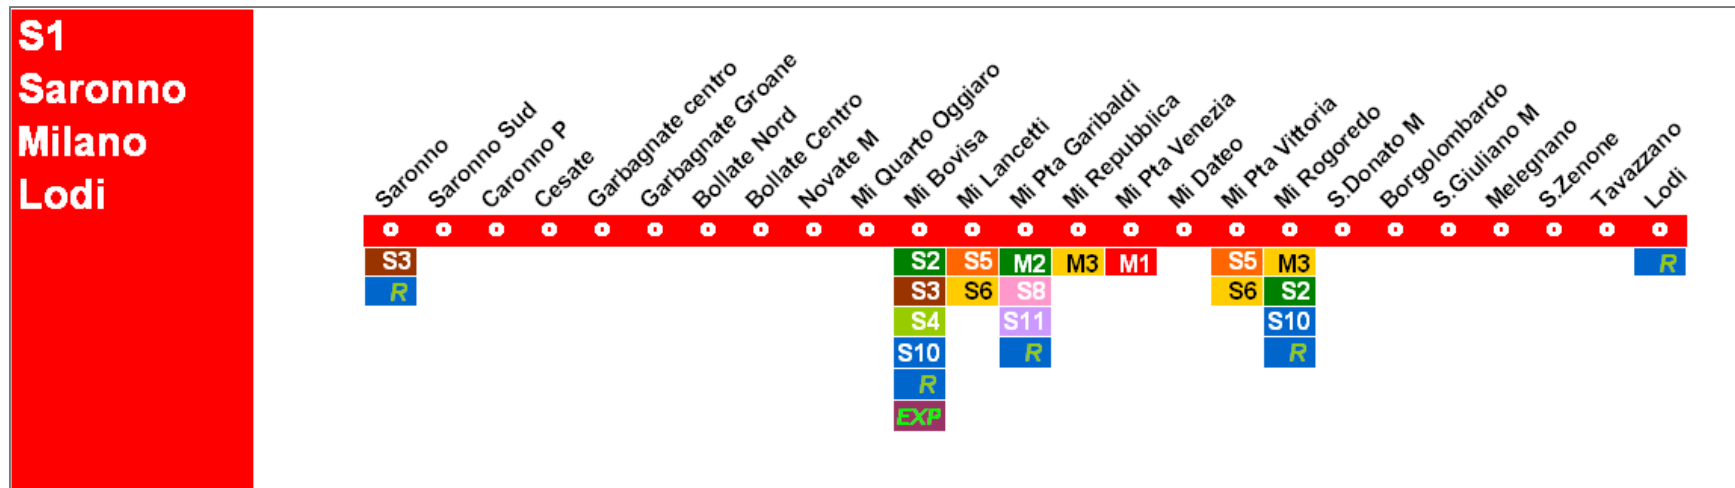 S1
Saronno
Milano
Lodi
Saronno
Saronno Sud
Caronno P
Cesate
Garbagnate centro
Garbagnate Groane
Bollate Nord
Bollate Centro
Novate M
Mi Quarto Oggiaro
Mi Bovisa
Mi Lancetti
Mi Pta Garibaldi
Mi Repubblica
Mi Pta Venezia
Mi Dateo
Mi Pta Vittoria
Mi Rogoredo
S.Donato M
Borgolombardo
S.Giuliano M
Melegnano
S.Zenone
Tavazzano
Lodi
S3 S2 S5 M2 M3 M1 S5 M3 R
R S3 S6 S8 S6 S2
S4 S11 S10
S10 R R
R
EXP